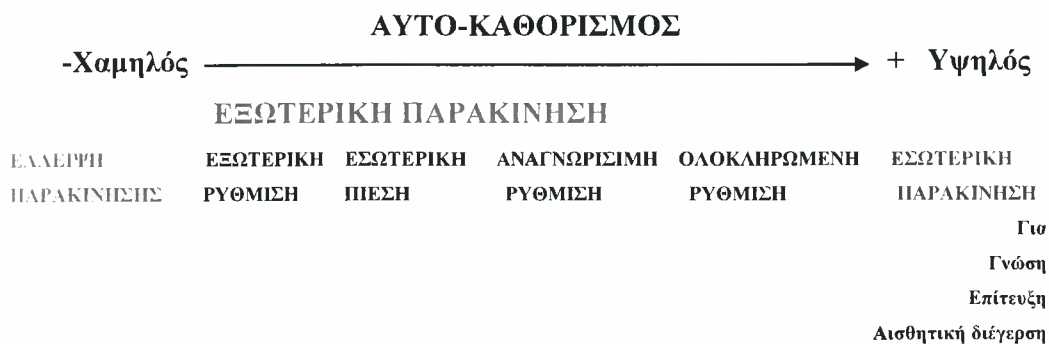 ΑΥΤΟ-ΚΑΘΟΡΙΣΜΟΣ
-Χαμηλός + Υψηλός
ΕΞΩΤΕΡΙΚΗ ΠΑΡΑΚΙΝΗΣΗ
ΕΛΛΕΙΨΗ ΕΞΩΤΕΡΙΚΗ ΕΣΩΤΕΡΙΚΗ ΑΝΑΓΝΩΡΙΣΙΜΗ ΟΛΟΚΛΗΡΩΜΕΝΗ ΕΣΩΤΕΡΙΚΗ
ΠΑΡΑΚΙΝΗΣΗΣ ΡΥΘΜΙΣΗ ΠΙΕΣΗ ΡΥΘΜΙΣΗ ΡΥΘΜΙΣΗ ΠΑΡΑΚΙΝΗΣΗ
Για
Γνώση
Επίτευξη
Αισθητική διέγερση